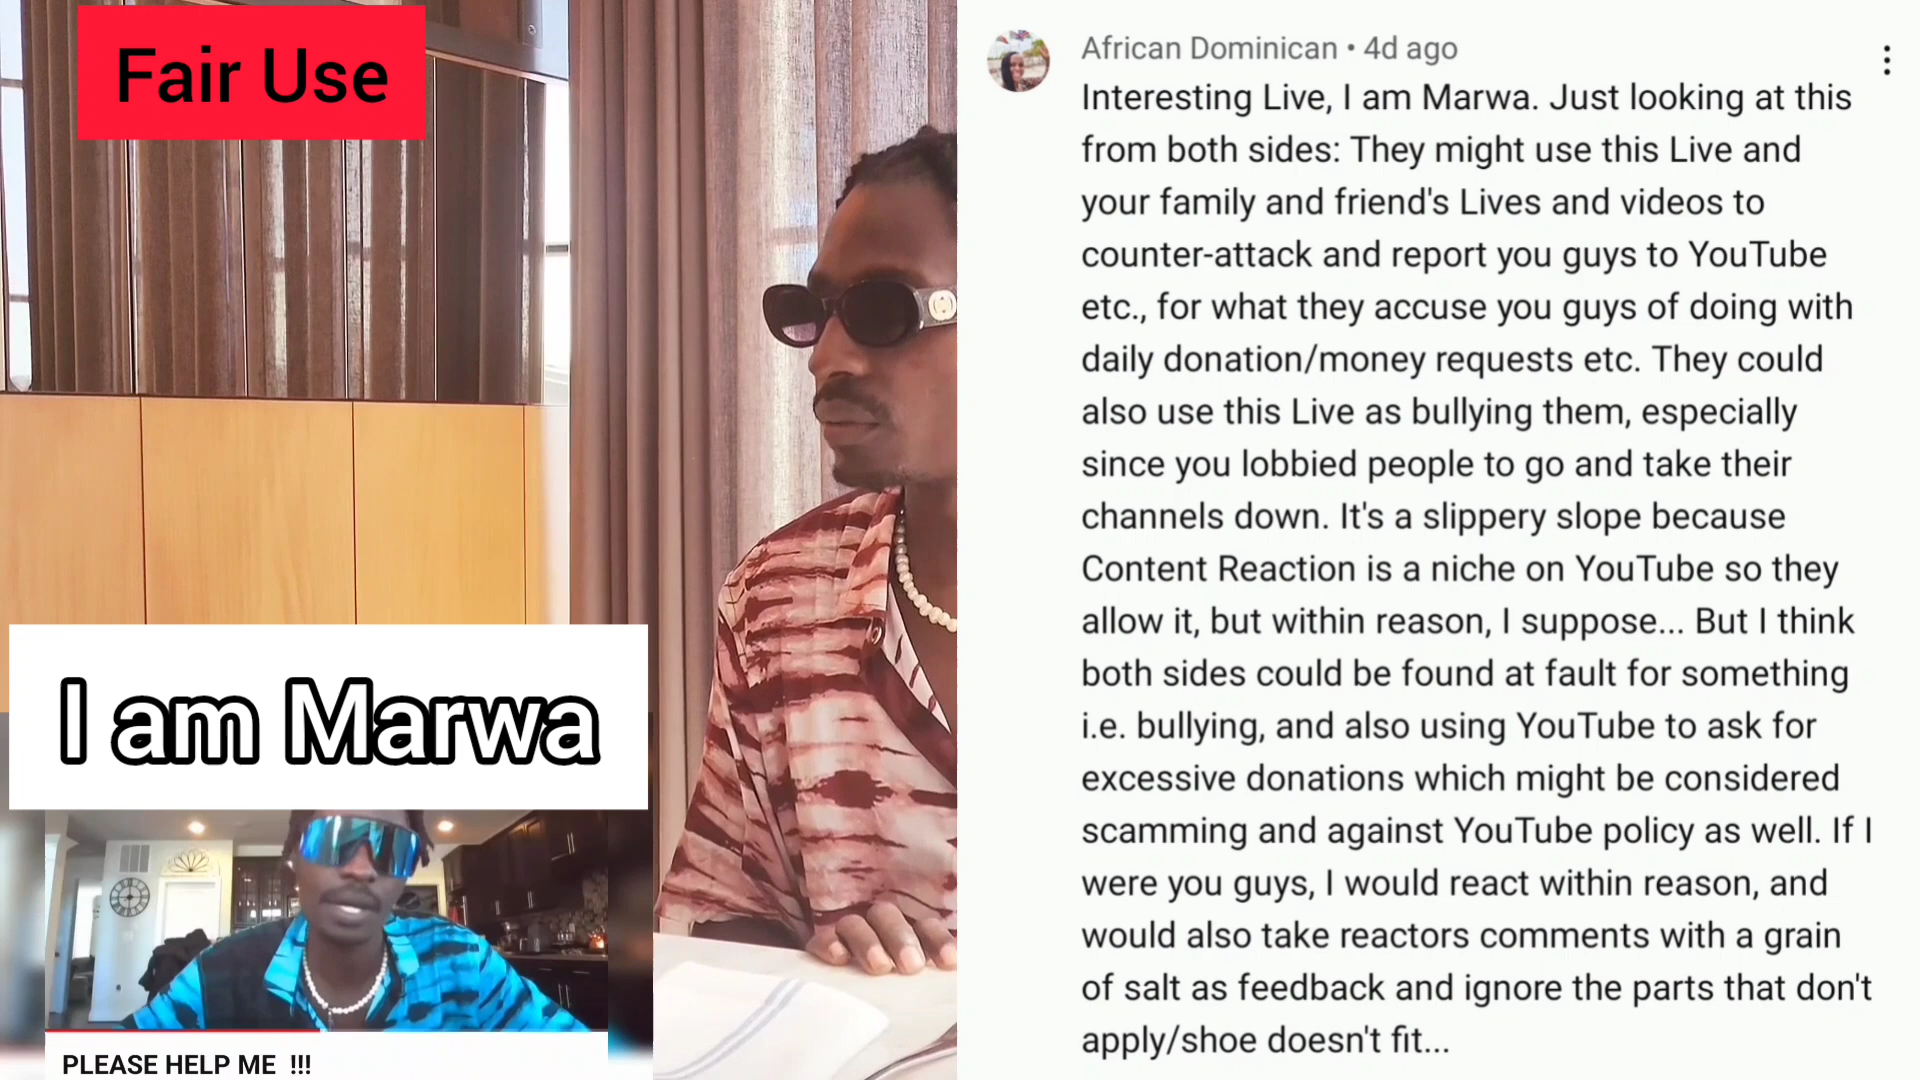 Fair Use
I am Marwa
PLEASE HELP ME !!!
African Dominican • 4d ago
Interesting Live, I am Marwa. Just looking at this
from both sides: They might use this Live and
your family and friend's Lives and videos to
counter-attack and report you guys to YouTube
etc., for what they accuse you guys of doing with
daily donation/money requests etc. They could
also use this Live as bullying them, especially
since you lobbied people to go and take their
channels down. It's a slippery slope because
Content Reaction is a niche on YouTube so they
allow it, but within reason, I suppose... But I think
both sides could be found at fault for something
i.e. bullying, and also using YouTube to ask for
excessive donations which might be considered
scamming and against YouTube policy as well. If I
were you guys, I would react within reason, and
would also take reactors comments with a grain
of salt as feedback and ignore the parts that don't
apply/shoe doesn't fit...